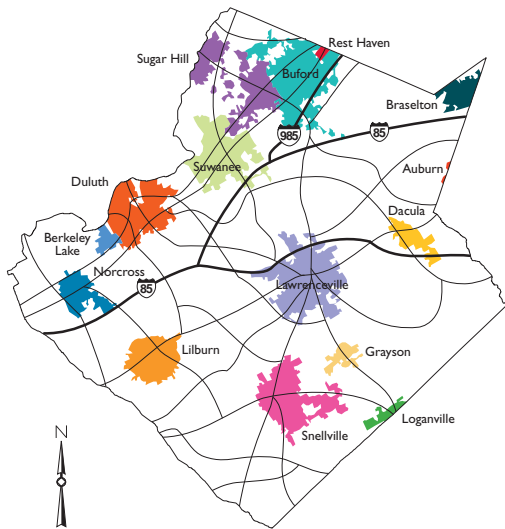 Rest Haven
Sugar Hill
Buford
Braselton
985
85
Suwanee
Auburn
Duluth
Dacula
Berkeley
Lake
Norcross
85
Lawrenceville
Lilburn
Grayson
Loganville
Snellville
N